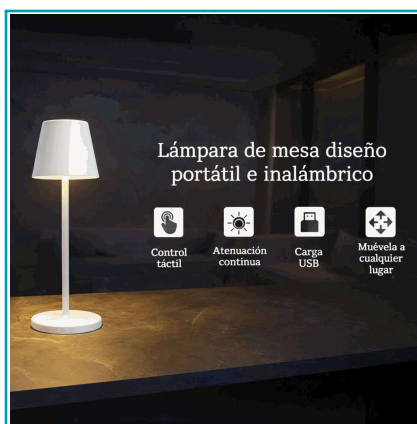 Lámpara de mesa diseño
portátil e inalámbrico
Control
táctil
Atenuación
continua
Carga
USB
Muévela a
cualquier
lugar